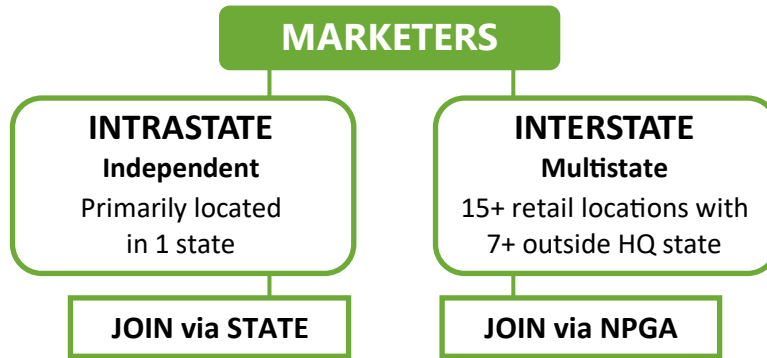 MARKETERS
INTRASTATE
Independent
Primarily located
in 1 state
JOIN via STATE
INTERSTATE
Multistate
15+ retail locations with
7+ outside HQ state
JOIN via NPGA